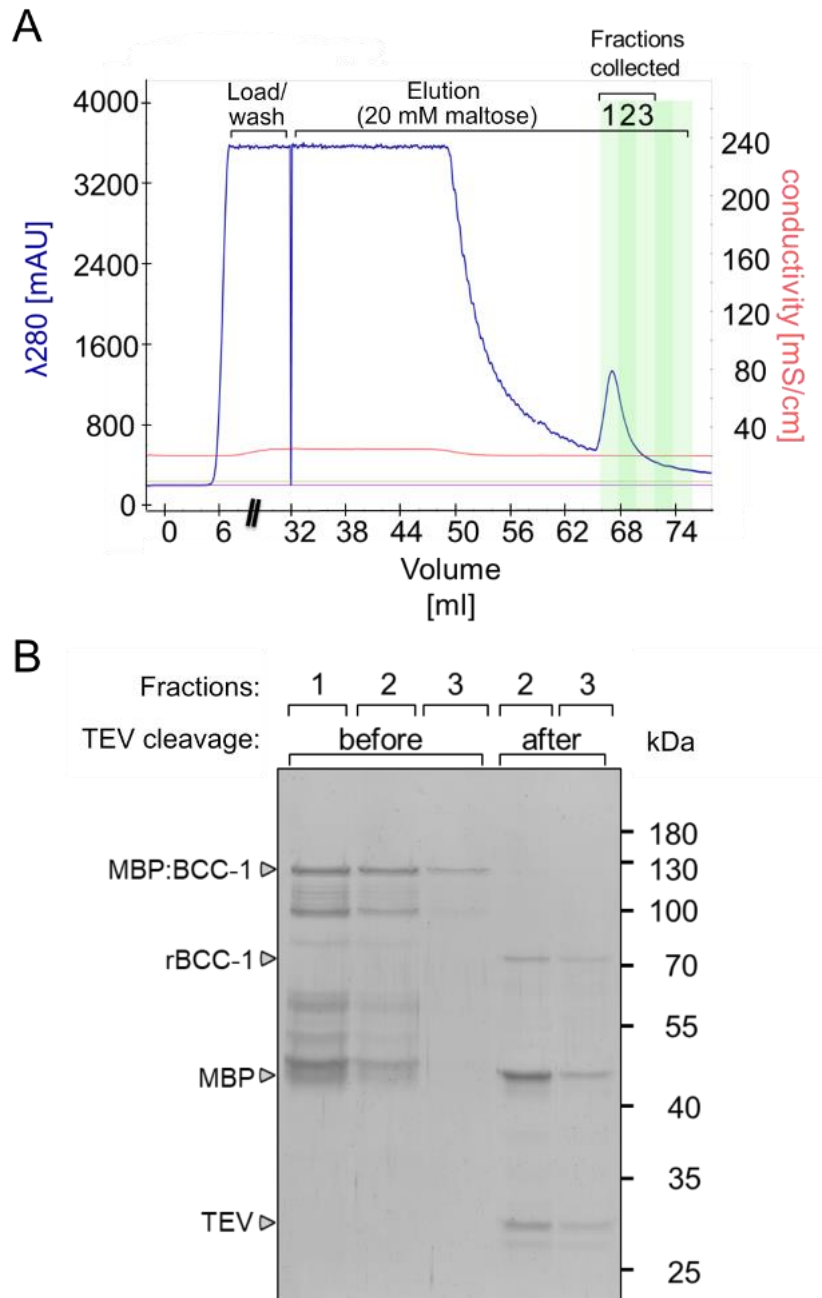 A
Fractions
collected
Load/
wash
Elution
(20 mM maltose)
123
4000
3200
2400
1600
800
0
λ280 [mAU]
240
200
160
120
80
40
conductivity [mS/cm]
0 6 32 38 44 50 56 62 68 74
Volume
[ml]
B
Fractions: 1 2 3 2 3
TEV cleavage: before after kDa
180
MBP:BCC-1 130
100
rBCC-1
70
55
MBP
40
35
TEV
25